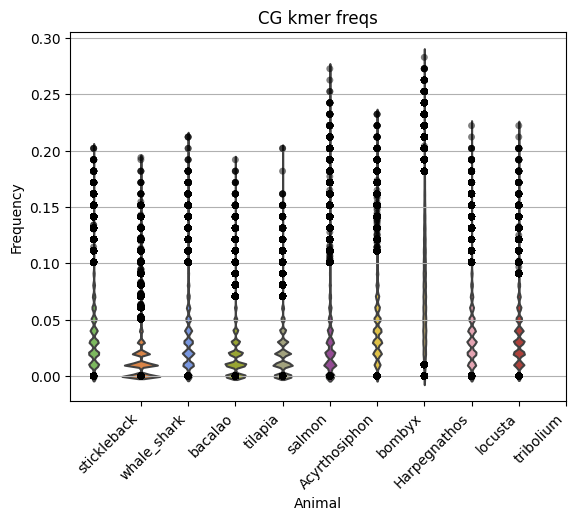 CG kmer freqs
0.30
0.25
0.20
0.15
0.10
0.05
0.00
Frequency
stickleback
whale_shark
bacalao
tilapia
salmon
Acyrthosiphon
bombyx
Harpegnathos
locusta
tribolium
Animal